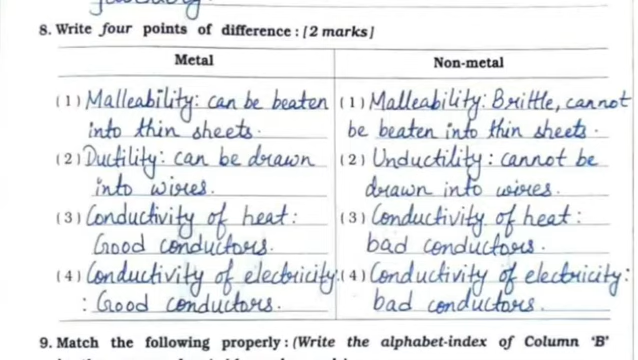 8. Write four points of difference : [2 marks]
Metal
Non-metal
(1) Malleability: can be beaten
into thin sheets.
(2) Ductility: can be drawn
into wires.
(3) Conductivity of heat:
Good conductors.
(4) Conductivity of electricity
: Good conductors.
(1) Malleability: Brittle, cannot
be beaten into thin sheets.
(2) Unductility: cannot be
drawn into wires.
(3) Conductivity of heat:
bad conductors.
(4) Conductivity of electricity:
bad conductors.
9. Match the following properly : (Write the alphabet-index of Column 'B'